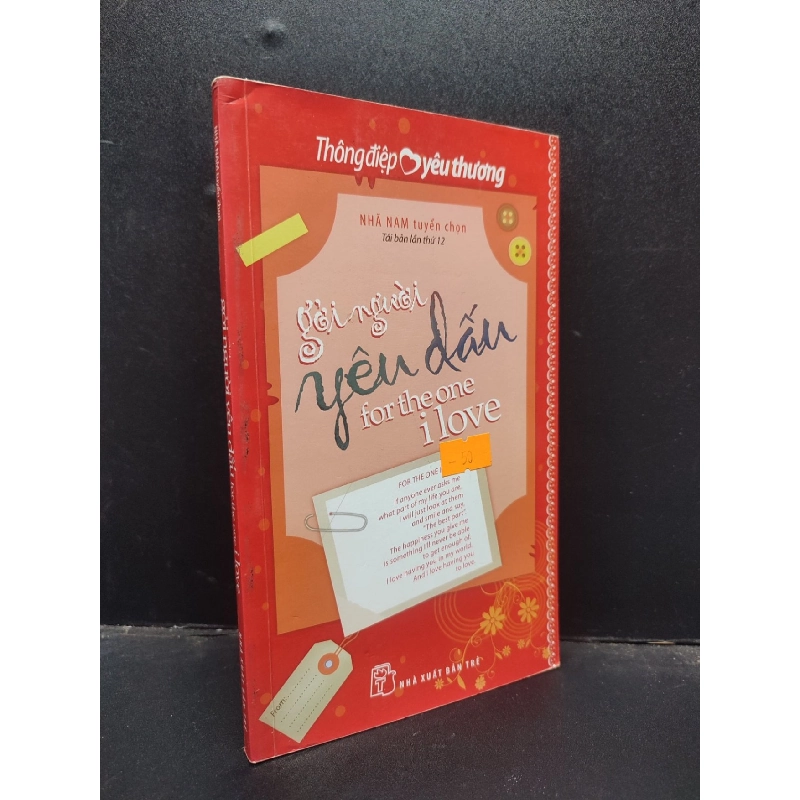 Thông điệp yêu thương
NHÃ NAM tuyển chọn
Tái bản lần thứ 12
gởi người
yêu dấu
for the one
i love
50
FOR THE ONE I
If anyone ever asks me
what part of my life you are,
I will just look at them
and smile and say,
"The best part."
The happiness you give me
is something I'll never be able
to get enough of.
I love having you in my world.
And I love having you
to love
From:
NHÀ XUẤT BẢN TRẺ